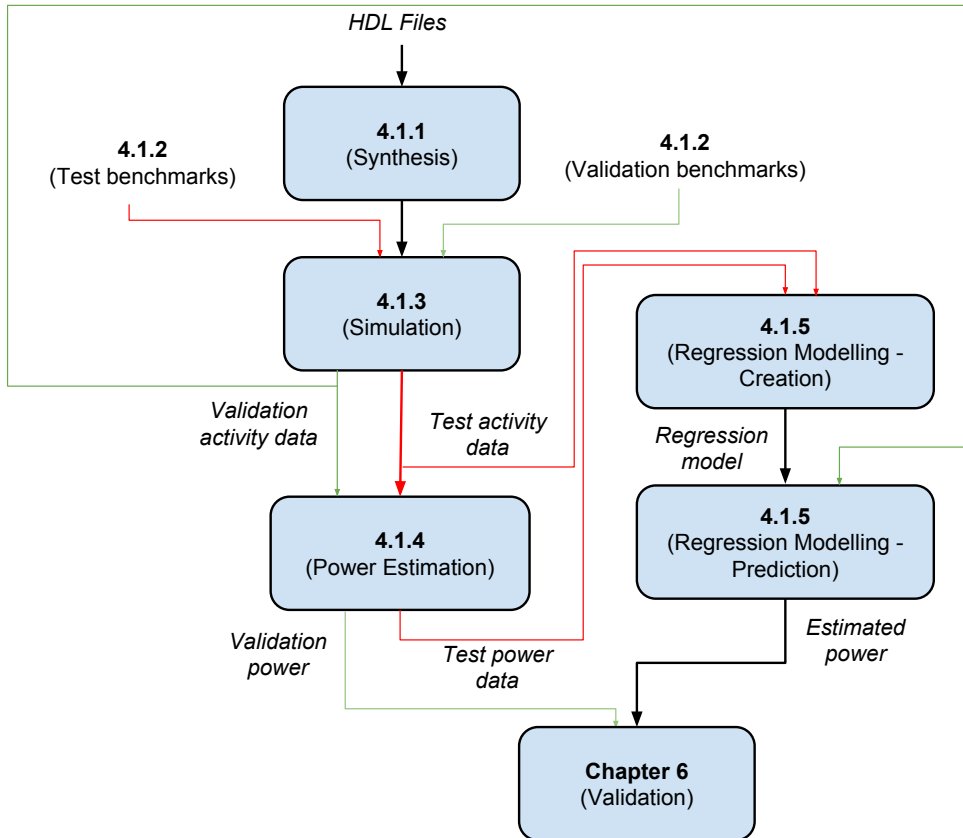 HDL Files
4.1.1
(Synthesis)
4.1.2
(Test benchmarks)
4.1.2
(Validation benchmarks)
4.1.3
(Simulation)
4.1.5
(Regression Modelling -
Creation)
Validation
activity data
Test activity
data
Regression
model
4.1.4
(Power Estimation)
4.1.5
(Regression Modelling -
Prediction)
Validation
power
Test power
data
Estimated
power
Chapter 6
(Validation)